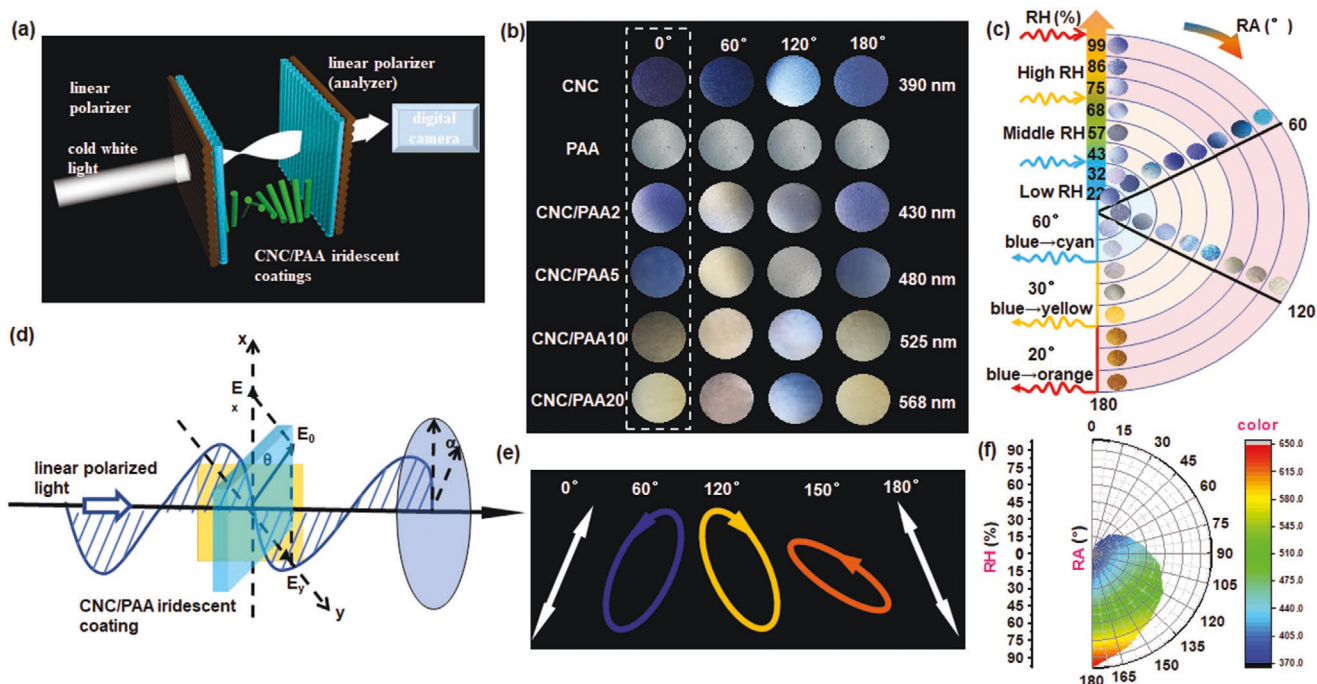 (a)
linear
polarizer
cold white
light
linear polarizer
(analyzer)
digital
camera
CNC/PAA iridescent
coatings
(b)
0° 60° 120° 180°
CNC 390 nm
PAA
CNC/PAA2 430 nm
CNC/PAA5 480 nm
CNC/PAA10 525 nm
CNC/PAA20 568 nm
(c)
RH (%)
RA (°)
99
High RH 86
75
68
Middle RH 57
43
Low RH 32
22
60°
blue→cyan
30°
blue→yellow
20°
blue→orange
60
120
180
(d)
x
E
x
E0
θ
α
linear polarized
light
Ey
y
CNC/PAA iridescent
coating
(e)
0° 60° 120° 150° 180°
(f)
RH (%)
90
75
60
45
30
15
0
15
30
45
60
75
90
RA (°)
0
15
30
45
60
75
90
105
120
135
150
165
180
color
650.0
615.0
580.0
545.0
510.0
475.0
440.0
405.0
370.0